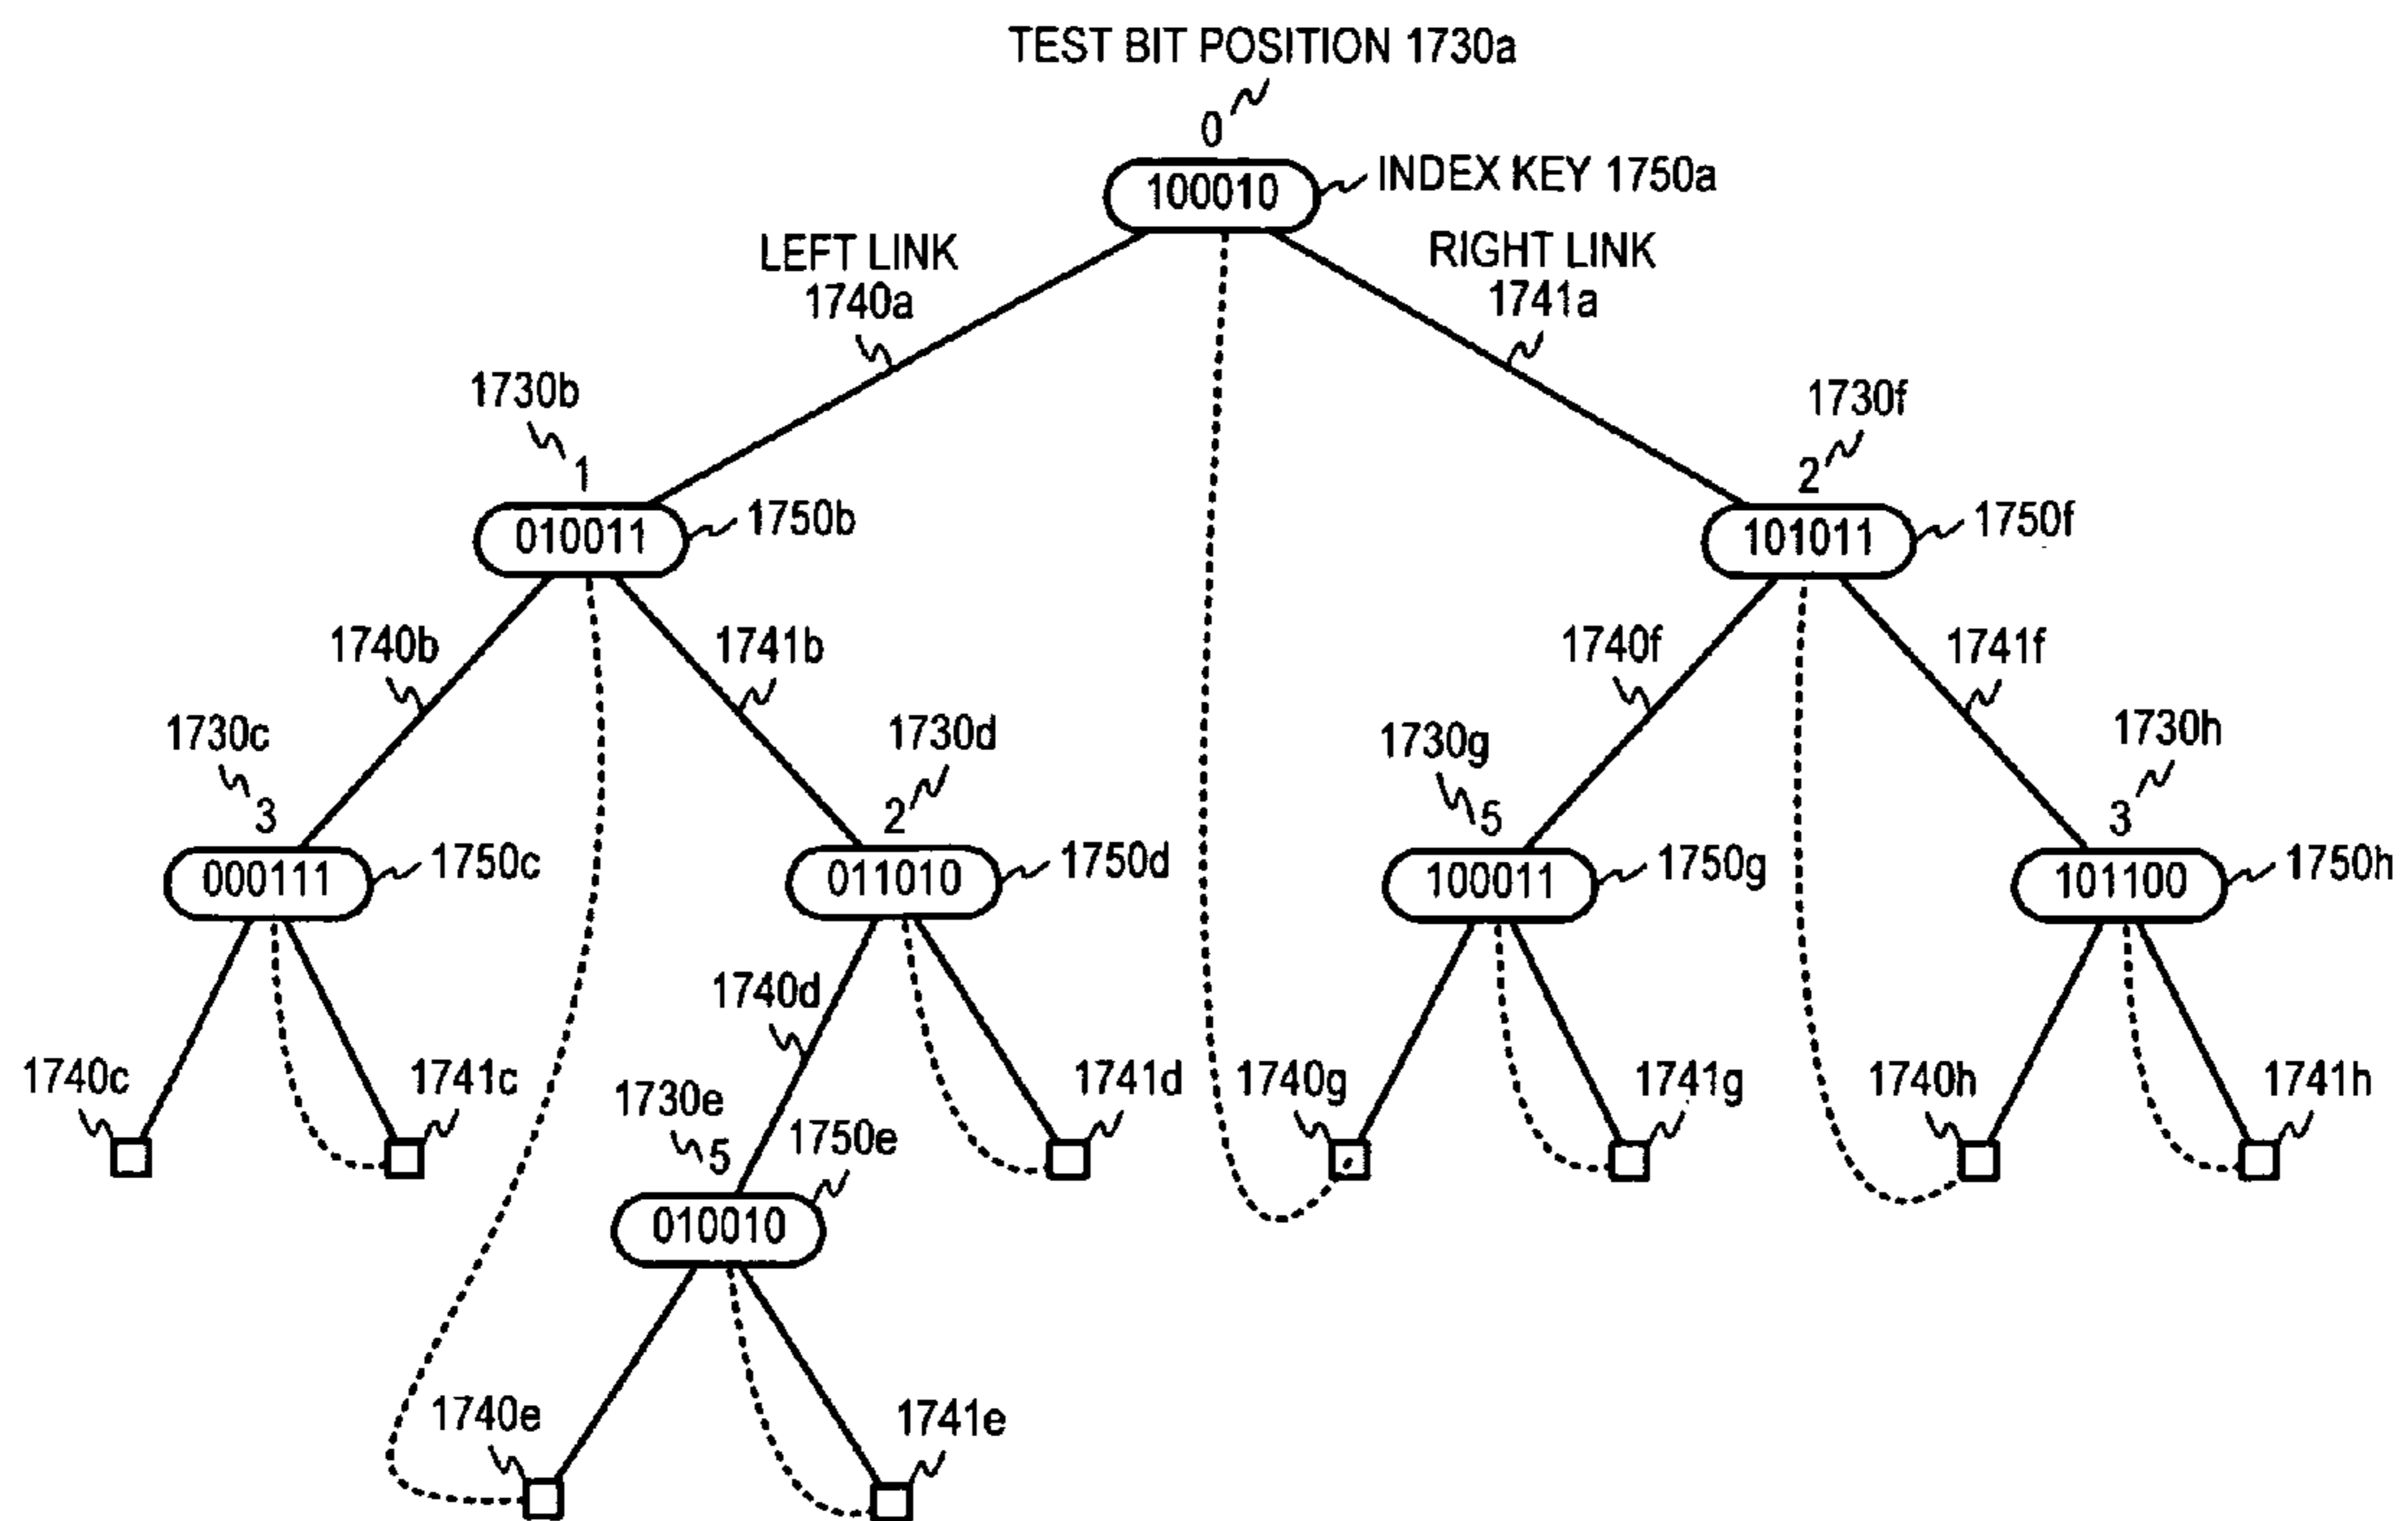 TEST BIT POSITION 1730a
0
100010
INDEX KEY 1750a
LEFT LINK
1740a
RIGHT LINK
1741a
1730b
1
010011
1750b
1730f
2
101011
1750f
1740b
1741b
1740f
1741f
1730c
3
000111
1750c
1730d
2
011010
1750d
1730g
5
100011
1750g
1730h
3
101100
1750h
1740c
1741c
1740d
1741d
1740g
1741g
1740h
1741h
1730e
5
1750e
010010
1740e
1741e